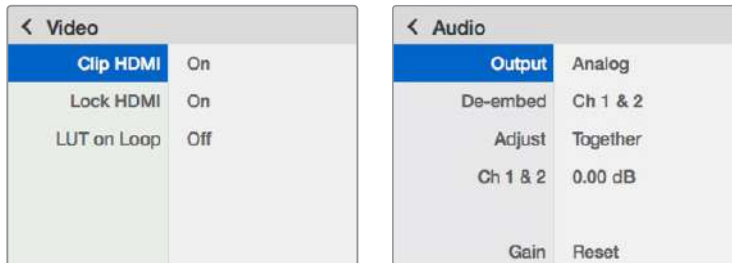 < Video
Clip HDMI On
Lock HDMI On
LUT on Loop Off
< Audio
Output Analog
De-embed Ch 1 & 2
Adjust Together
Ch 1 & 2 0.00 dB
Gain Reset